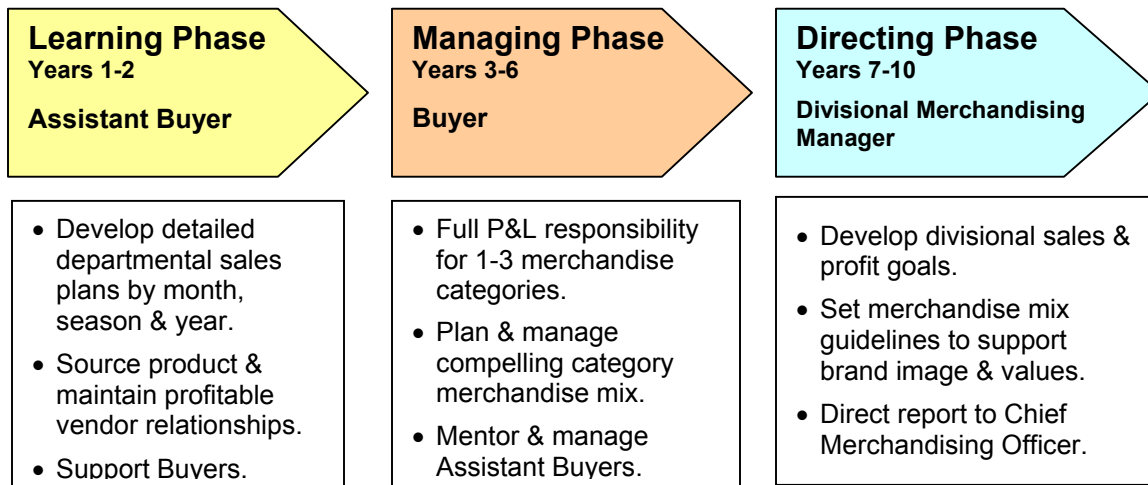 Learning Phase
Years 1-2
Assistant Buyer
Managing Phase
Years 3-6
Buyer
Directing Phase
Years 7-10
Divisional Merchandising
Manager
• Develop detailed
departmental sales
plans by month,
season & year.
• Source product &
maintain profitable
vendor relationships.
• Support Buyers.
• Full P&L responsibility
for 1-3 merchandise
categories.
• Plan & manage
compelling category
merchandise mix.
• Mentor & manage
Assistant Buyers.
• Develop divisional sales &
profit goals.
• Set merchandise mix
guidelines to support
brand image & values.
• Direct report to Chief
Merchandising Officer.